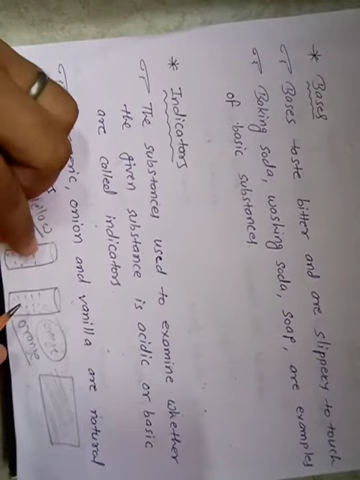 * Bases
Bases taste bitter and are slippery to touch
Baking soda, washing soda, soap, are examples
of basic substances
* Indicators
The substances used to examine whether
the given substance is acidic or basic
are called indicators.
onion and vanilla are natural
orange